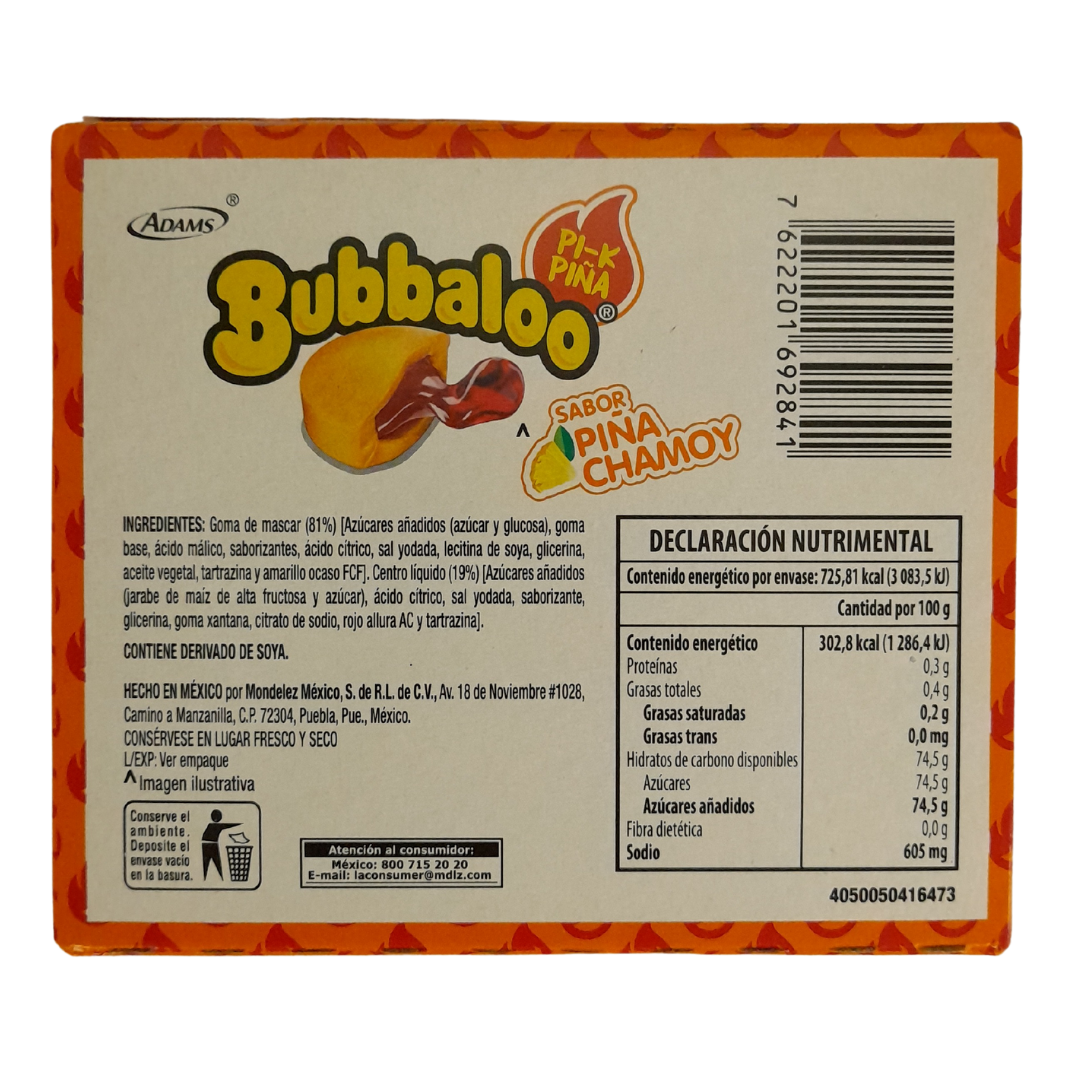 ADAMS®
Bubbaloo®
PI-K
PIÑA
^
SABOR
PIÑA
CHAMOY
7 622201 692841
INGREDIENTES: Goma de mascar (81%) [Azúcares añadidos (azúcar y glucosa), goma
base, ácido málico, saborizantes, ácido cítrico, sal yodada, lecitina de soya, glicerina,
aceite vegetal, tartrazina y amarillo ocaso FCF]. Centro líquido (19%) [Azúcares añadidos
(jarabe de maíz de alta fructosa y azúcar), ácido cítrico, sal yodada, saborizante,
glicerina, goma xantana, citrato de sodio, rojo allura AC y tartrazina].
CONTIENE DERIVADO DE SOYA.
HECHO EN MÉXICO por Mondelez México, S. de R.L. de C.V., Av. 18 de Noviembre #1028,
Camino a Manzanilla, C.P. 72304, Puebla, Pue., México.
CONSÉRVESE EN LUGAR FRESCO Y SECO
L/EXP: Ver empaque
^ Imagen ilustrativa
Conserve el
ambiente.
Deposite el
envase vacío
en la basura.
Atención al consumidor:
México: 800 715 20 20
E-mail: laconsumer@mdlz.com
DECLARACIÓN NUTRIMENTAL
Contenido energético por envase: 725,81 kcal (3 083,5 kJ)
Cantidad por 100 g
Contenido energético 302,8 kcal (1 286,4 kJ)
Proteínas 0,3 g
Grasas totales 0,4 g
Grasas saturadas 0,2 g
Grasas trans 0,0 mg
Hidratos de carbono disponibles 74,5 g
Azúcares 74,5 g
Azúcares añadidos 74,5 g
Fibra dietética 0,0 g
Sodio 605 mg
4050050416473